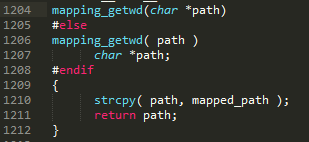 1204 mapping_getwd(char *path)
1205 #else
1206 mapping_getwd( path )
1207 char *path;
1208 #endif
1209 {
1210 strcpy( path, mapped_path );
1211 return path;
1212 }